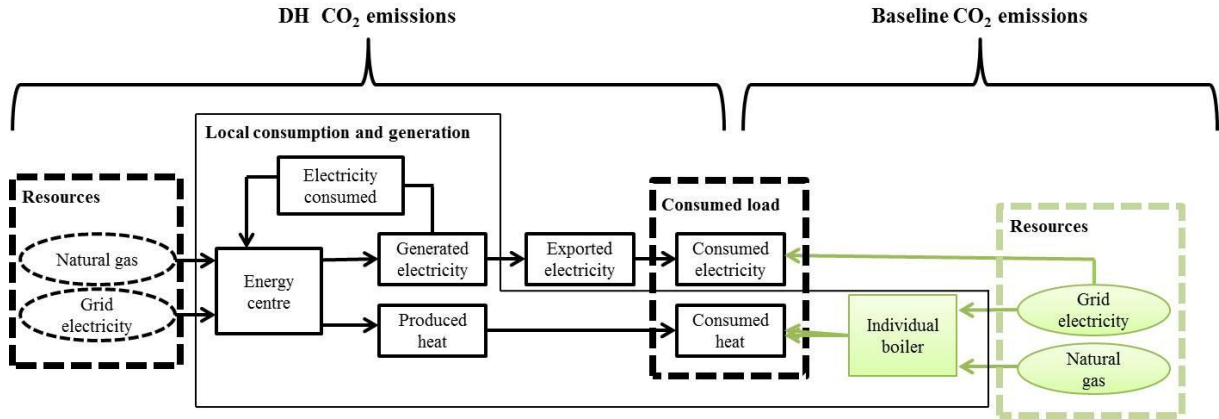 DH CO₂ emissions
Baseline CO₂ emissions
Local consumption and generation
Resources
Natural gas
Grid
electricity
Energy
centre
Electricity
consumed
Generated
electricity
Produced
heat
Exported
electricity
Consumed load
Consumed
electricity
Consumed
heat
Individual
boiler
Resources
Grid
electricity
Natural
gas